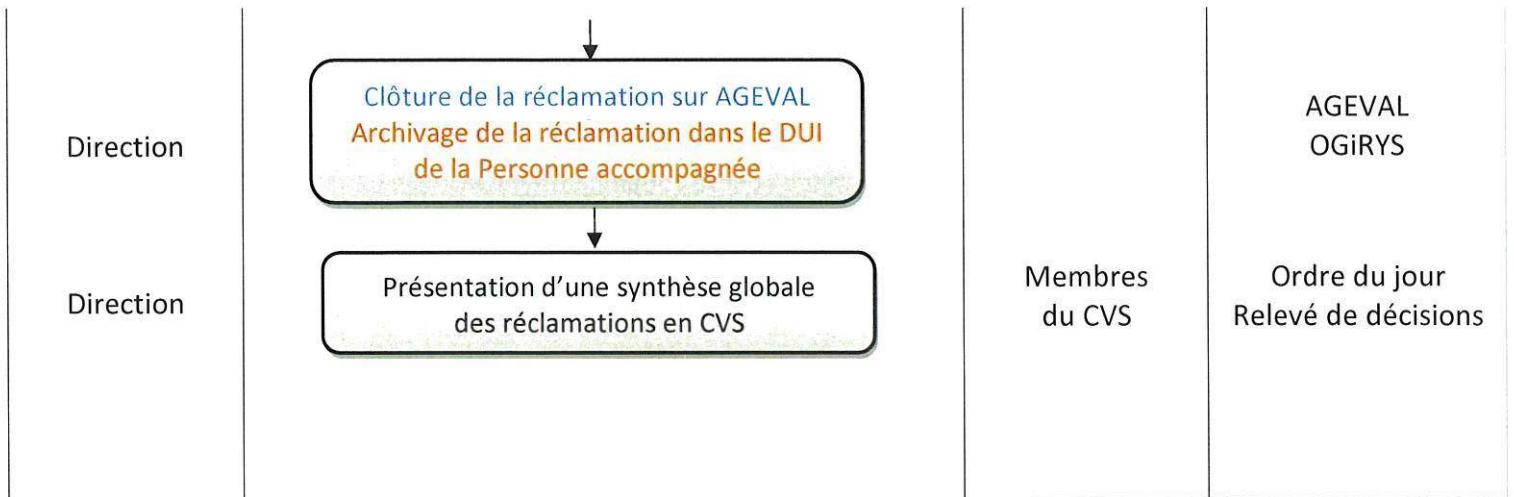 Direction
Clôture de la réclamation sur AGEVAL
Archivage de la réclamation dans le DUI
de la Personne accompagnée
AGEVAL
OGiRYS
Direction
Présentation d'une synthèse globale
des réclamations en CVS
Membres
du CVS
Ordre du jour
Relevé de décisions